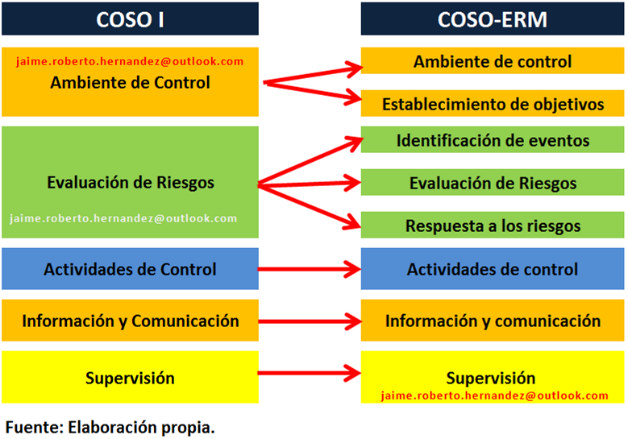 COSO I
COSO-ERM
jaime.roberto.hernandez@outlook.com
Ambiente de Control
Ambiente de control
Establecimiento de objetivos
Evaluación de Riesgos
jaime.roberto.hernandez@outlook.com
Identificación de eventos
Evaluación de Riesgos
Respuesta a los riesgos
Actividades de Control
Actividades de control
Información y Comunicación
Información y comunicación
Supervisión
Supervisión
jaime.roberto.hernandez@outlook.com
Fuente: Elaboración propia.